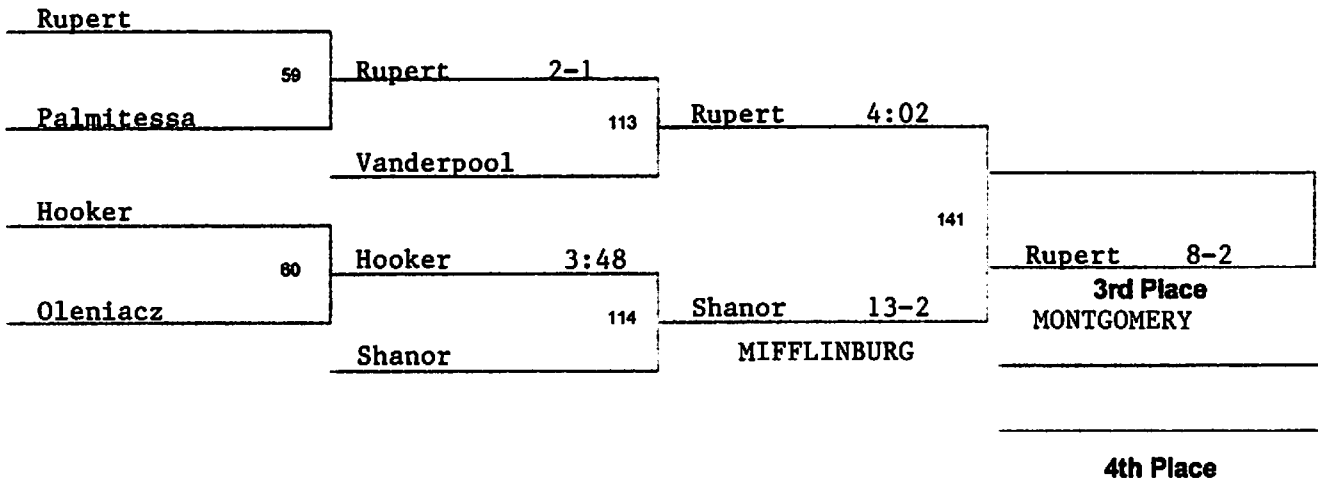 Rupert
59 Rupert 2-1
Palmitessa 113 Rupert 4:02
Vanderpool
Hooker 141
60 Hooker 3:48 Rupert 8-2
3rd Place
Oleniacz 114 Shanor 13-2 MONTGOMERY
Shanor MIFFLINBURG
4th Place